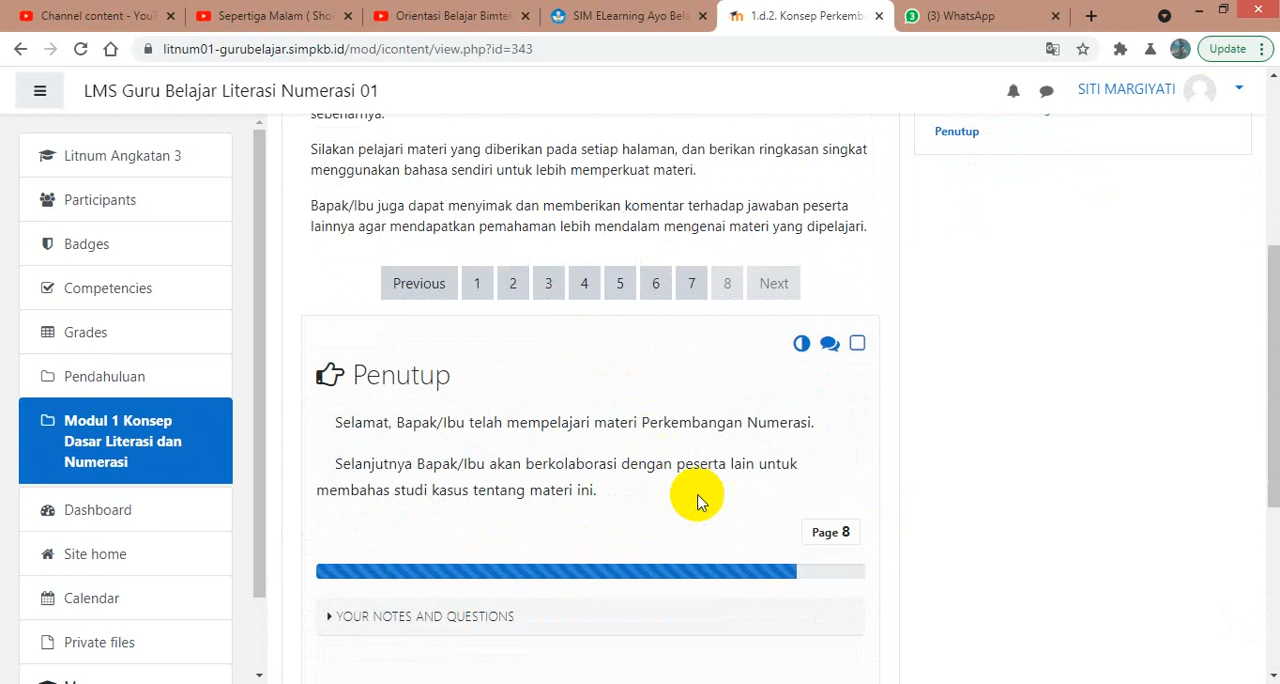 Channel content - YouT
Sepertiga Malam ( Sho
Orientasi Belajar Bimte
SIM ELearning Ayo Bela
1.d.2. Konsep Perkemb
(3) WhatsApp
litnum01-gurubelajar.simpkb.id/mod/icontent/view.php?id=343
Update
LMS Guru Belajar Literasi Numerasi 01
SITI MARGIYATI
Litnum Angkatan 3
Participants
Badges
Competencies
Grades
Pendahuluan
Modul 1 Konsep
Dasar Literasi dan
Numerasi
Dashboard
Site home
Calendar
Private files
sebenarnya.
Silakan pelajari materi yang diberikan pada setiap halaman, dan berikan ringkasan singkat
menggunakan bahasa sendiri untuk lebih memperkuat materi.
Bapak/Ibu juga dapat menyimak dan memberikan komentar terhadap jawaban peserta
lainnya agar mendapatkan pemahaman lebih mendalam mengenai materi yang dipelajari.
Previous 1 2 3 4 5 6 7 8 Next
Penutup
Selamat, Bapak/Ibu telah mempelajari materi Perkembangan Numerasi.
Selanjutnya Bapak/Ibu akan berkolaborasi dengan peserta lain untuk
membahas studi kasus tentang materi ini.
Page 8
YOUR NOTES AND QUESTIONS
Penutup